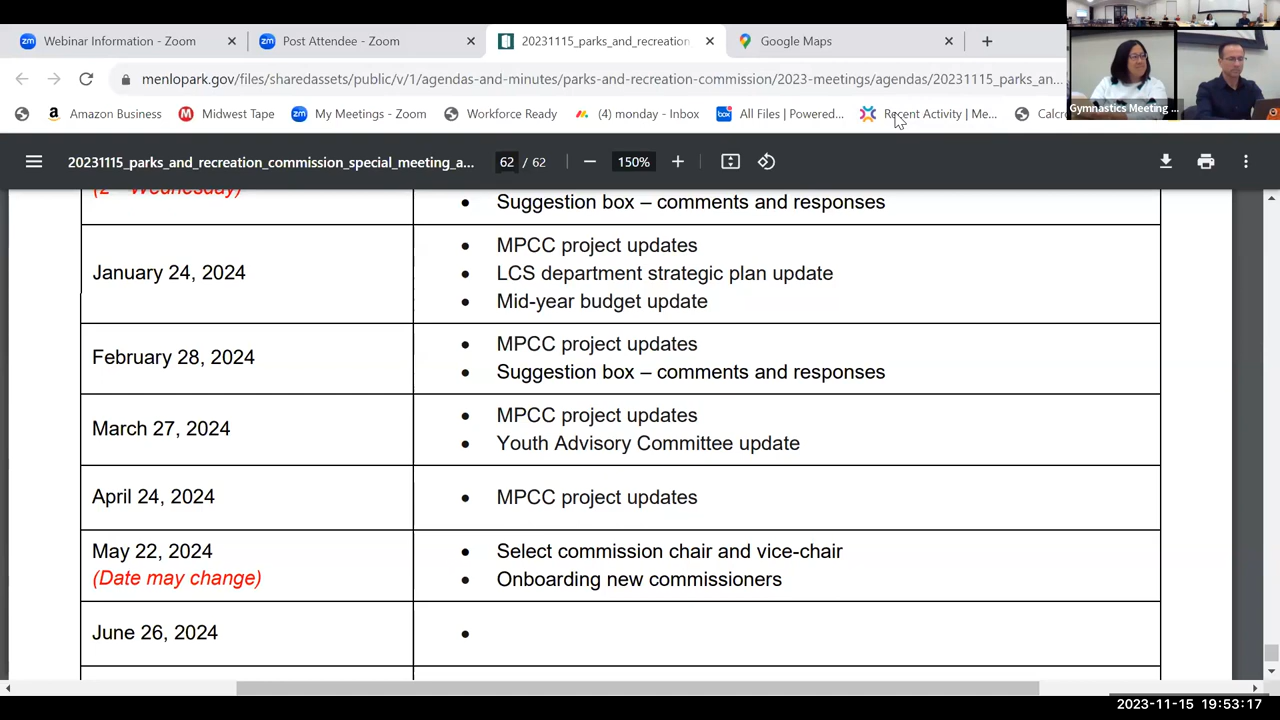 Webinar Information - Zoom
Post Attendee - Zoom
20231115_parks_and_recreation
Google Maps
menlopark.gov/files/sharedassets/public/v/1/agendas-and-minutes/parks-and-recreation-commission/2023-meetings/agendas/20231115_parks_an...
Amazon Business
Midwest Tape
My Meetings -
Workforce Ready
(4) monday - Inbox
All Files | Powered...
Recent Activity | Me...
Gymnastics Meeting ...
20231115_parks_and_recreation_commission_special_meeting_a...
62 / 62
150%
(2 Wednesday)
Suggestion box – comments and responses
January 24, 2024
MPCC project updates
LCS department strategic plan update
Mid-year budget update
February 28, 2024
MPCC project updates
Suggestion box – comments and responses
March 27, 2024
MPCC project updates
Youth Advisory Committee update
April 24, 2024
MPCC project updates
May 22, 2024
(Date may change)
Select commission chair and vice-chair
Onboarding new commissioners
June 26, 2024
2023-11-15 19:53:17